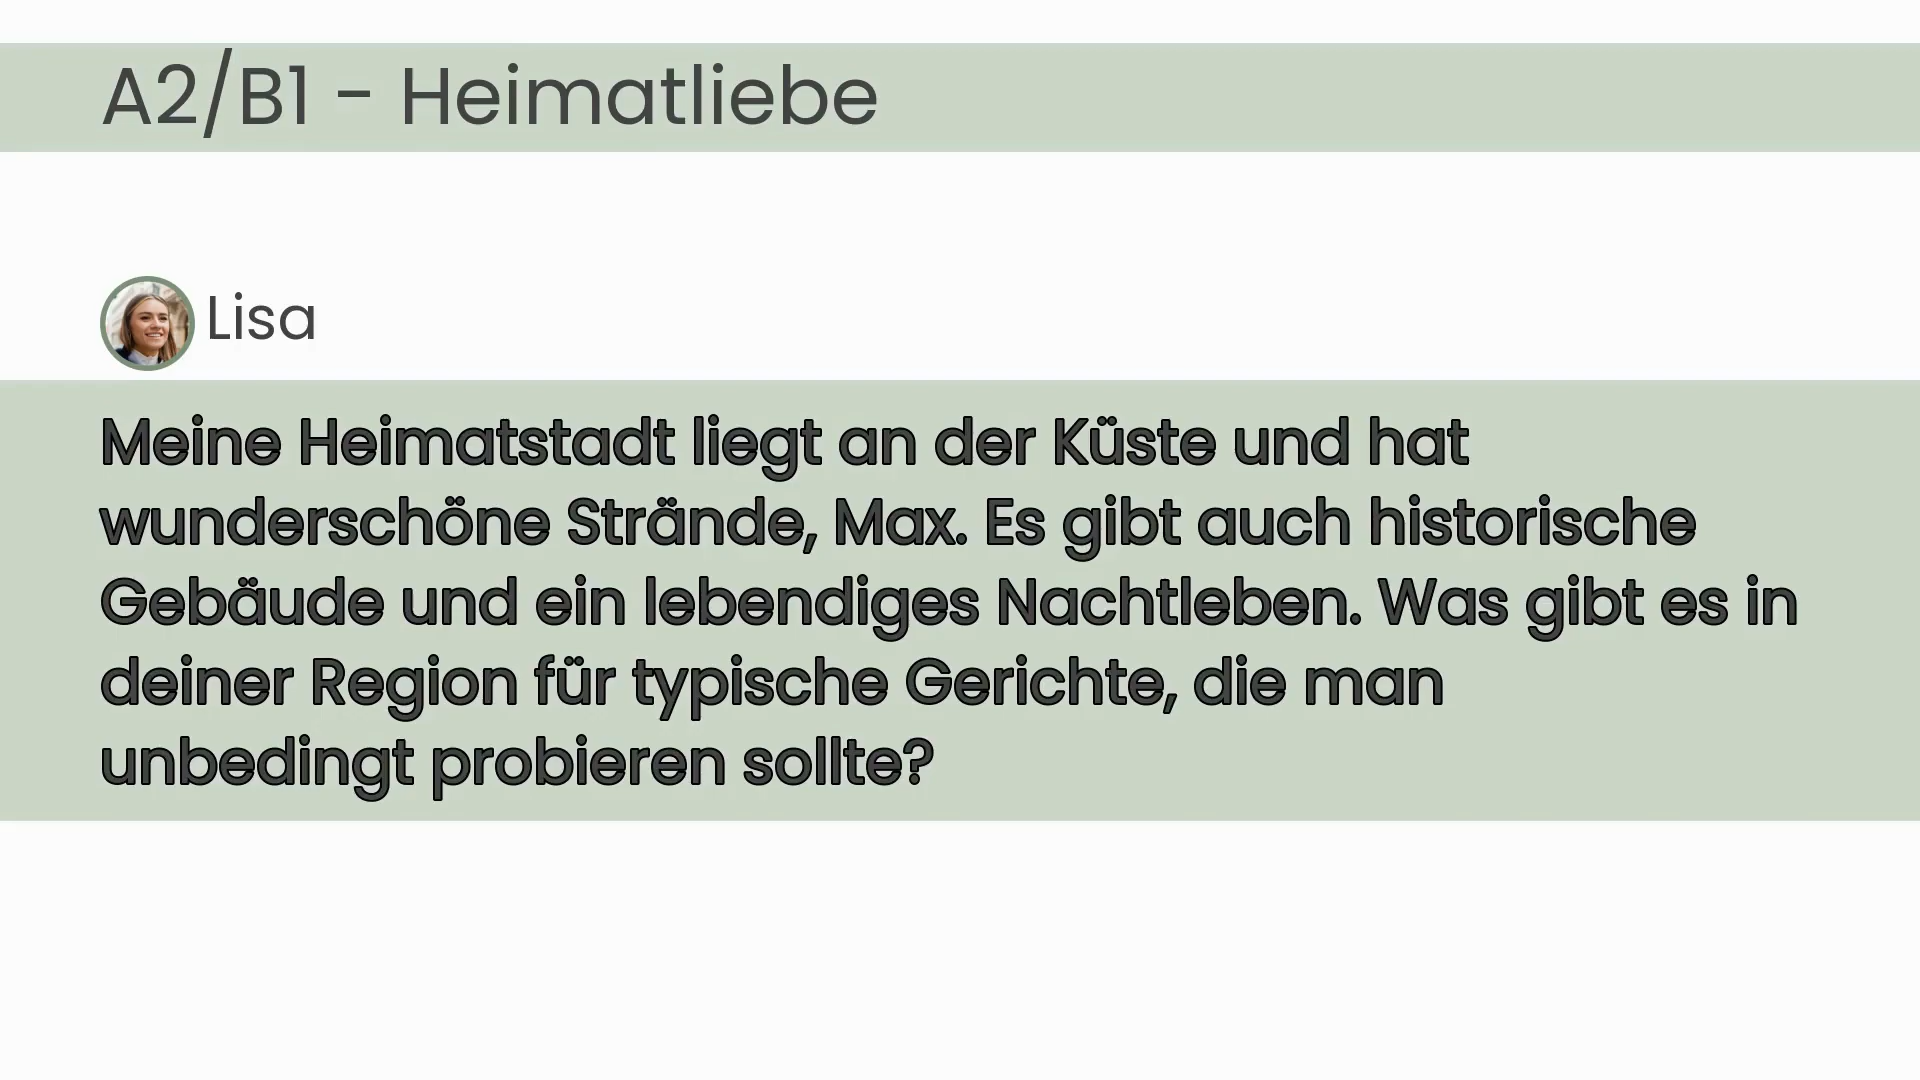 A2/B1 - Heimatliebe
Lisa
Meine Heimatstadt liegt an der Küste und hat
wunderschöne Strände, Max. Es gibt auch historische
Gebäude und ein lebendiges Nachtleben. Was gibt es in
deiner Region für typische Gerichte, die man
unbedingt probieren sollte?